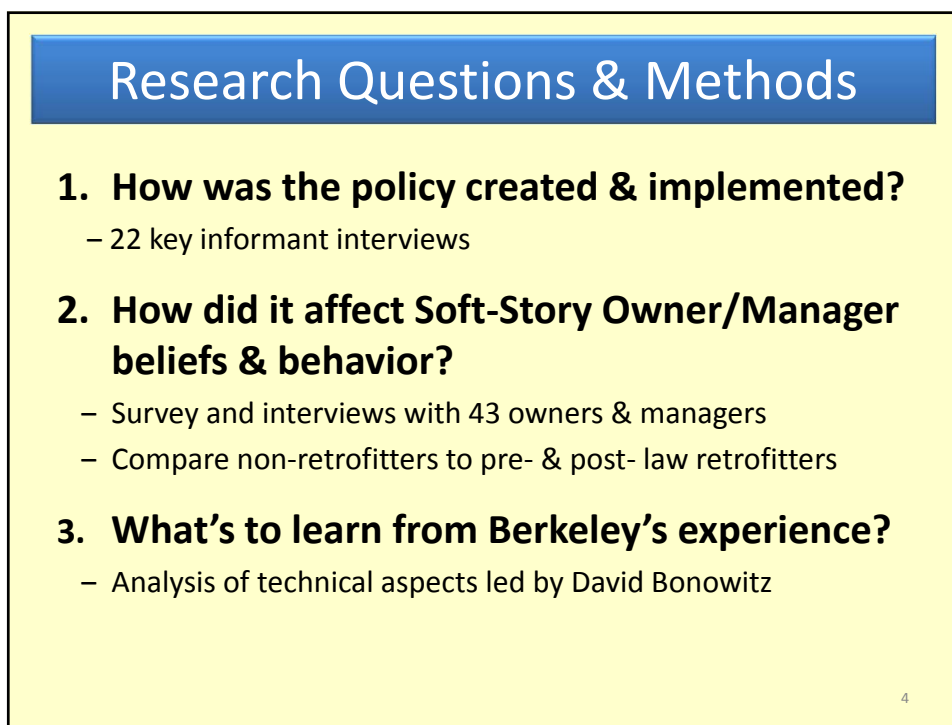 Research Questions & Methods
1. How was the policy created & implemented?
– 22 key informant interviews
2. How did it affect Soft-Story Owner/Manager
beliefs & behavior?
– Survey and interviews with 43 owners & managers
– Compare non-retrofitters to pre- & post- law retrofitters
3. What’s to learn from Berkeley’s experience?
– Analysis of technical aspects led by David Bonowitz
4